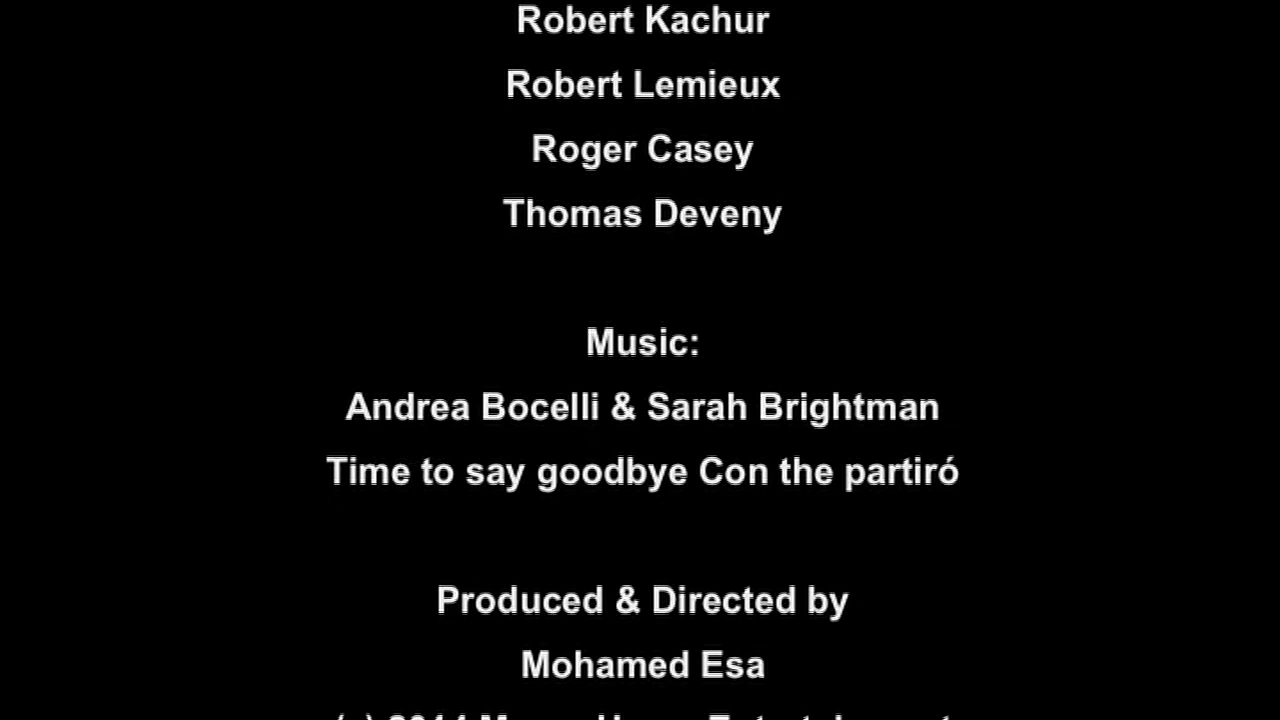 Robert Kachur
Robert Lemieux
Roger Casey
Thomas Deveny
Music:
Andrea Bocelli & Sarah Brightman
Time to say goodbye Con the partiró
Produced & Directed by
Mohamed Esa